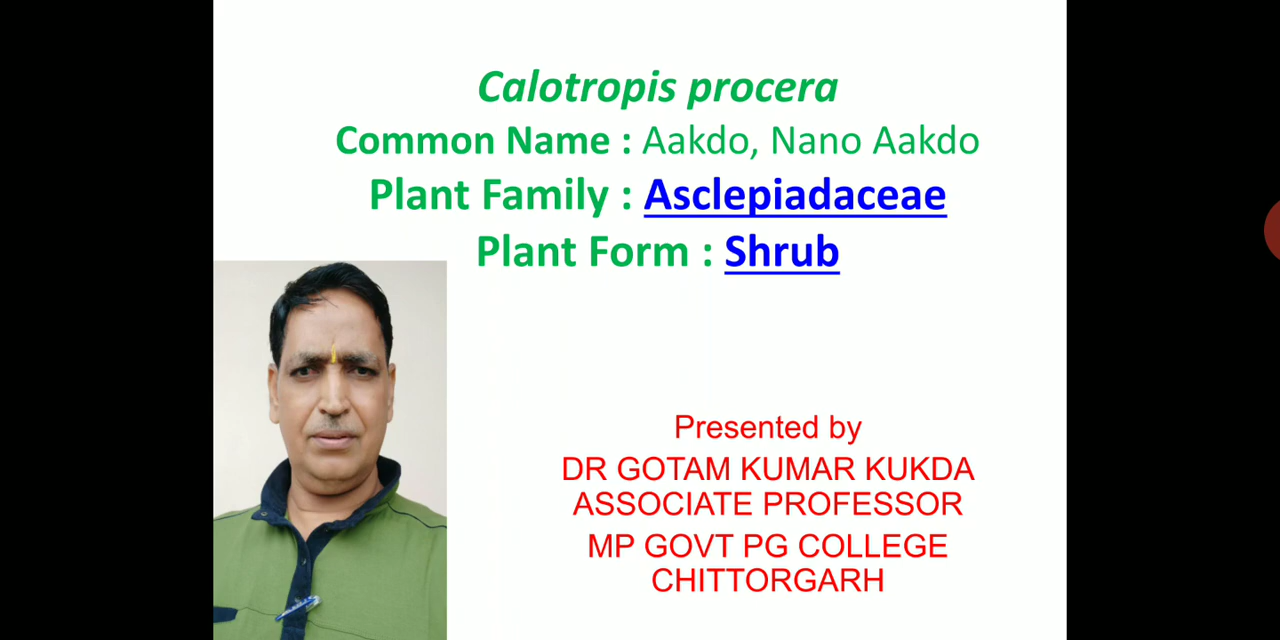 Calotropis procera
Common Name : Aakdo, Nano Aakdo
Plant Family : Asclepiadaceae
Plant Form : Shrub
Presented by
DR GOTAM KUMAR KUKDA
ASSOCIATE PROFESSOR
MP GOVT PG COLLEGE
CHITTORGARH